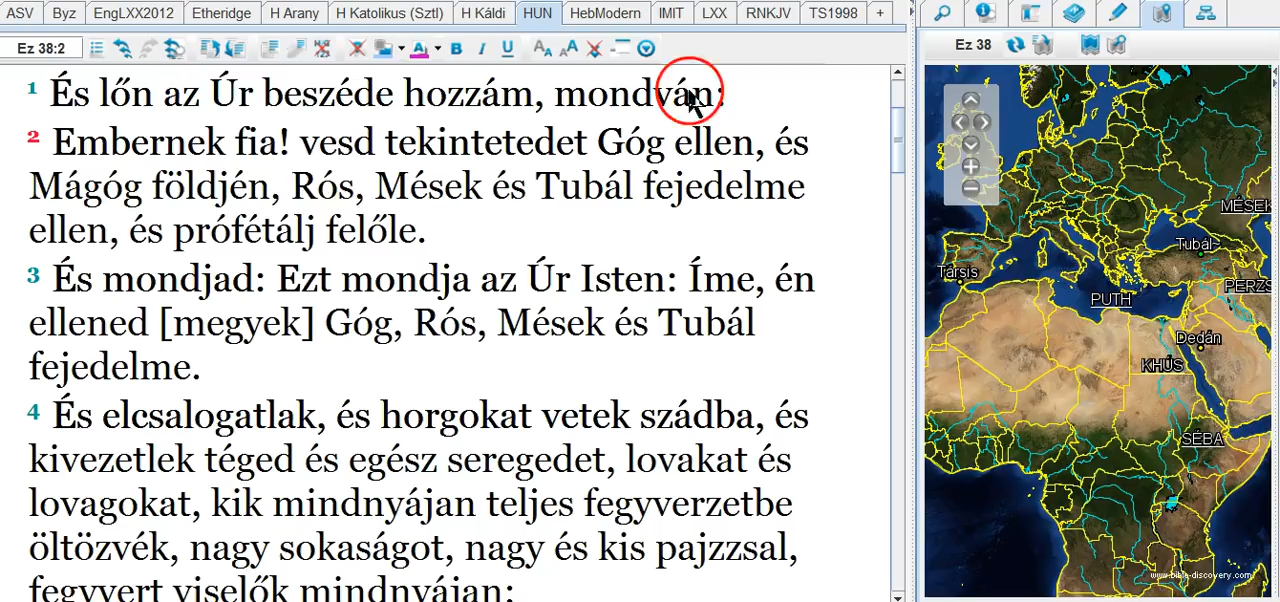 ASV Byz EngLXX2012 Etheridge H Arany H Katolikus (Sztl) H Káldi HUN HebModern IMIT LXX RNKJV TS1998 +
Ez 38:2
Ez 38
1 És lőn az Úr beszéde hozzám, mondván:
2 Embernek fia! vesd tekintetedet Góg ellen, és
Mágóg földjén, Rós, Mések és Tubál fejedelme
ellen, és prófétálj felőle.
3 És mondjad: Ezt mondja az Úr Isten: Íme, én
ellened [megyek] Góg, Rós, Mések és Tubál
fejedelme.
4 És elcsalogatlak, és horgokat vetek szádba, és
kivezetlek téged és egész seregedet, lovakat és
lovagokat, kik mindnyájan teljes fegyverzetbe
öltözvék, nagy sokaságot, nagy és kis pajzzsal,
fegyvert viselők mindnyájan;
MÉSEK
Tubál~
Társis
PERZS
PUTH
Dedán
KHÚS
SÉBA
www.bible-discovery.com